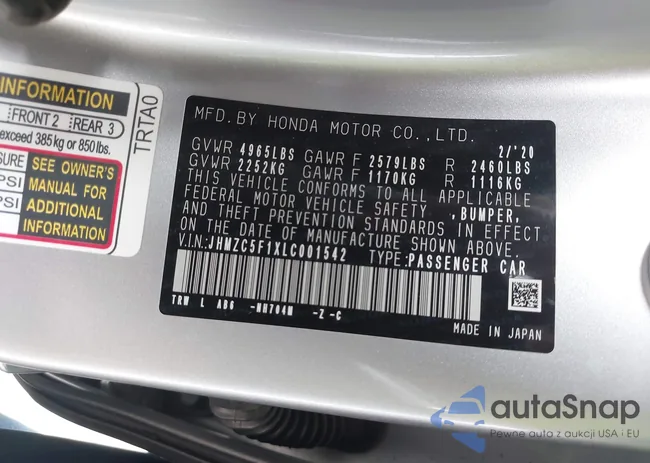 INFORMATION
FRONT 2 REAR 3
exceed 385 kg or 850 lbs.
SURE
PSI
PSI
SEE OWNER'S
MANUAL FOR
ADDITIONAL
INFORMATION
TRTA0
MFD. BY HONDA MOTOR CO., LTD. 2/'20
GVWR 4965LBS GAWR F 2579LBS R 2460LBS
GVWR 2252KG GAWR F 1170KG R 1116KG
THIS VEHICLE CONFORMS TO ALL APPLICABLE
FEDERAL MOTOR VEHICLE SAFETY ,BUMPER,
AND THEFT PREVENTION STANDARDS IN EFFECT
ON THE DATE OF MANUFACTURE SHOWN ABOVE.
V.I.N: JHMZC5F1XLC001542 TYPE: PASSENGER CAR
TRW L AB6 -NH704M -Z -C
MADE IN JAPAN
autaSnap
Pewne auta z aukcji USA i EU